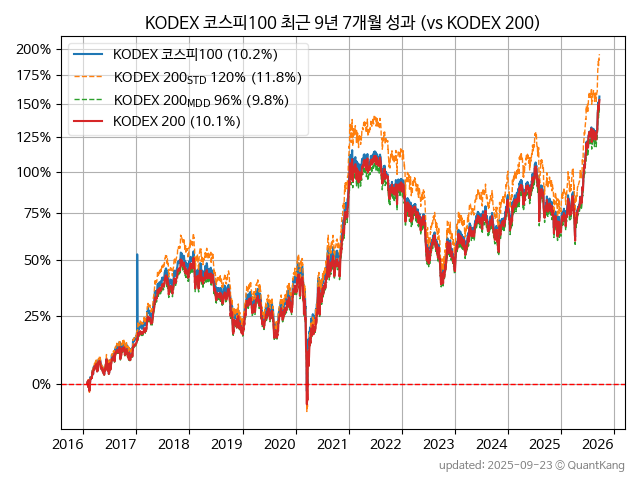 KODEX 코스피100 최근 9년 7개월 성과 (vs KODEX 200)
200%
175%
150%
125%
100%
75%
50%
25%
0%
KODEX 코스피100 (10.2%)
KODEX 200STD 120% (11.8%)
KODEX 200MDD 96% (9.8%)
KODEX 200 (10.1%)
2016 2017 2018 2019 2020 2021 2022 2023 2024 2025 2026
updated: 2025-09-23 ⓒ QuantKang